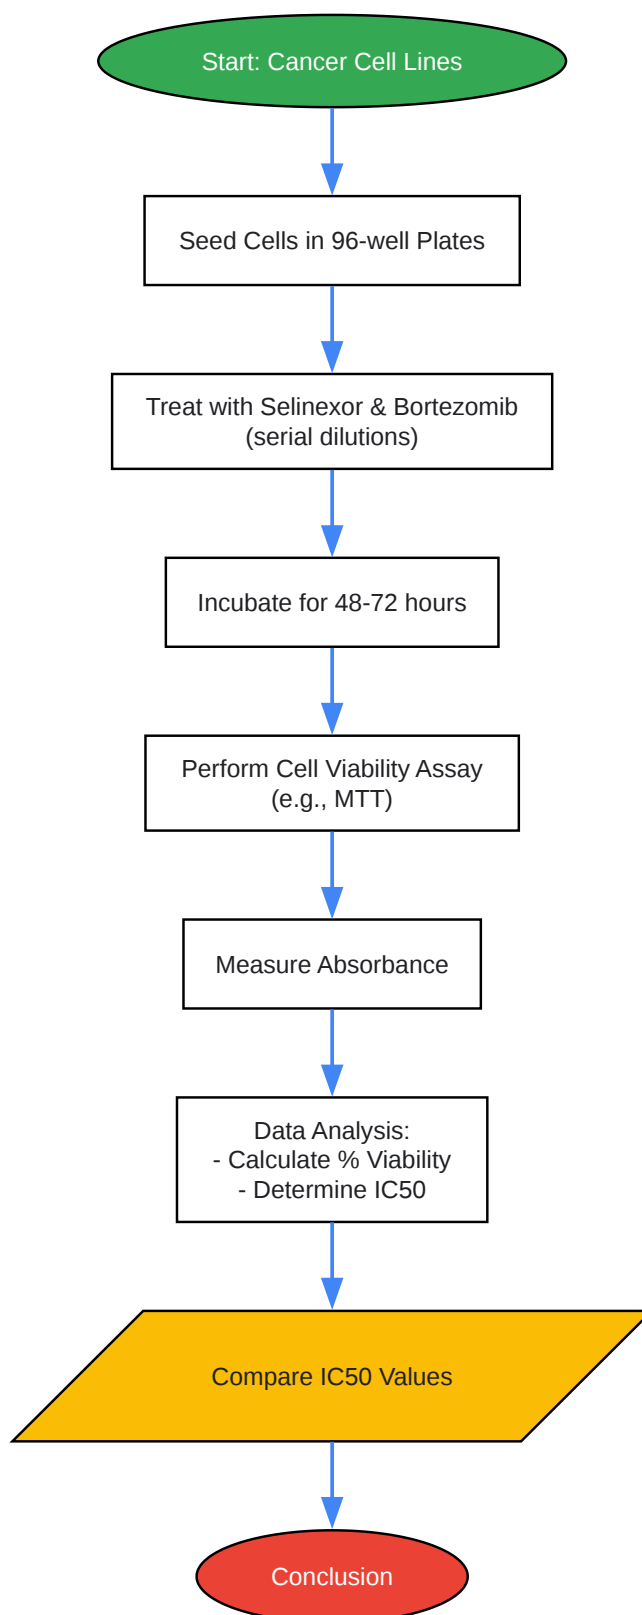 Start: Cancer Cell Lines
Seed Cells in 96-well Plates
Treat with Selinexor & Bortezomib
(serial dilutions)
Incubate for 48-72 hours
Perform Cell Viability Assay
(e.g., MTT)
Measure Absorbance
Data Analysis:
- Calculate % Viability
- Determine IC50
Compare IC50 Values
Conclusion